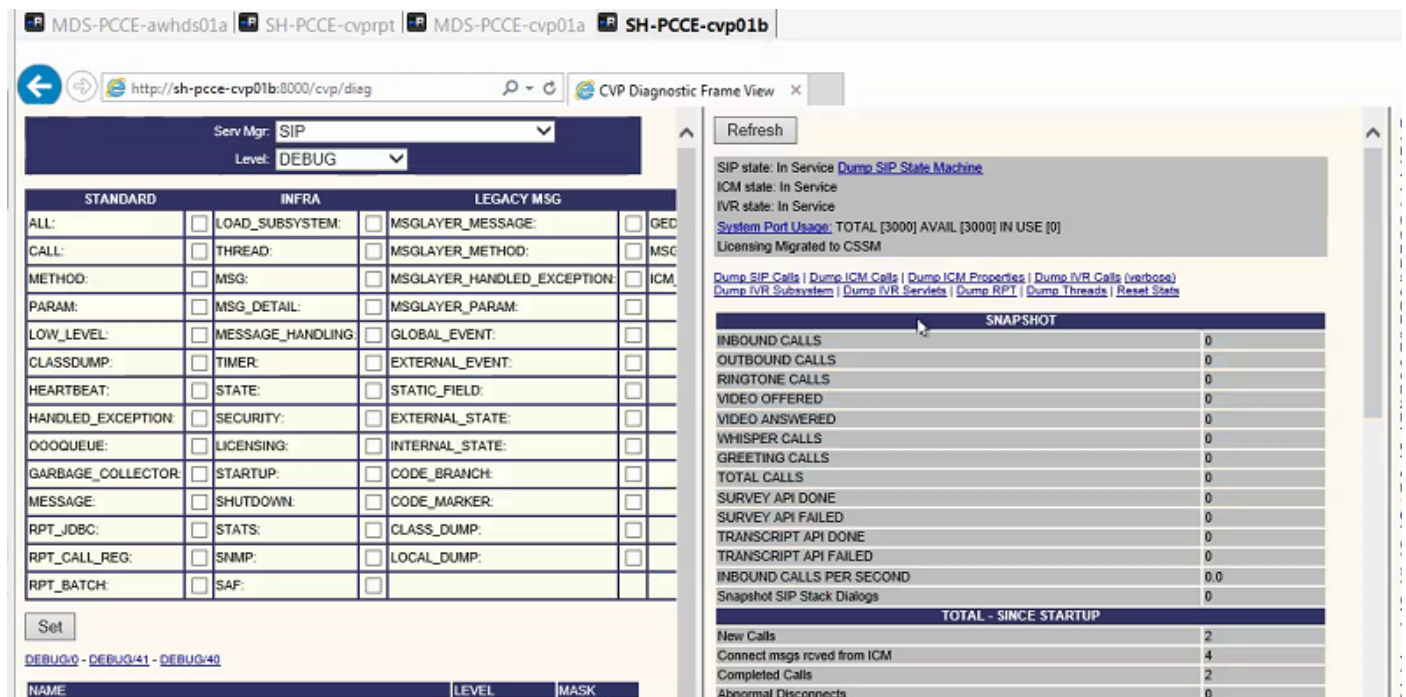 MDS-PCCE-awhds01a SH-PCCE-cvprpt MDS-PCCE-cvp01a SH-PCCE-cvp01b
http://sh-pcce-cvp01b:8000/cvp/diag
CVP Diagnostic Frame View
Serv Mgr: SIP
Level: DEBUG
STANDARD INFRA LEGACY MSG
ALL: LOAD_SUBSYSTEM: MSGLAYER_MESSAGE: GED
CALL: THREAD: MSGLAYER_METHOD: MSG
METHOD: MSG: MSGLAYER_HANDLED_EXCEPTION: ICM_
PARAM: MSG_DETAIL: MSGLAYER_PARAM:
LOW_LEVEL: MESSAGE_HANDLING: GLOBAL_EVENT:
CLASSDUMP: TIMER: EXTERNAL_EVENT:
HEARTBEAT: STATE: STATIC_FIELD:
HANDLED_EXCEPTION: SECURITY: EXTERNAL_STATE:
OOOQUEUE: LICENSING: INTERNAL_STATE:
GARBAGE_COLLECTOR: STARTUP: CODE_BRANCH:
MESSAGE: SHUTDOWN: CODE_MARKER:
RPT_JDBC: STATS: CLASS_DUMP:
RPT_CALL_REG: SNMP: LOCAL_DUMP:
RPT_BATCH: SAF:
Set
DEBUG/0 - DEBUG/41 - DEBUG/40
NAME LEVEL MASK
Refresh
SIP state: In Service Dump SIP State Machine
ICM state: In Service
IVR state: In Service
System Port Usage: TOTAL [3000] AVAIL [3000] IN USE [0]
Licensing Migrated to CSSM
Dump SIP Calls | Dump ICM Calls | Dump ICM Properties | Dump IVR Calls (verbose)
Dump IVR Subsystem | Dump IVR Servlets | Dump RPT | Dump Threads | Reset Stats
SNAPSHOT
INBOUND CALLS 0
OUTBOUND CALLS 0
RINGTONE CALLS 0
VIDEO OFFERED 0
VIDEO ANSWERED 0
WHISPER CALLS 0
GREETING CALLS 0
TOTAL CALLS 0
SURVEY API DONE 0
SURVEY API FAILED 0
TRANSCRIPT API DONE 0
TRANSCRIPT API FAILED 0
INBOUND CALLS PER SECOND 0.0
Snapshot SIP Stack Dialogs 0
TOTAL - SINCE STARTUP
New Calls 2
Connect msgs rcved from ICM 4
Completed Calls 2
Abnormal Disconnects 0